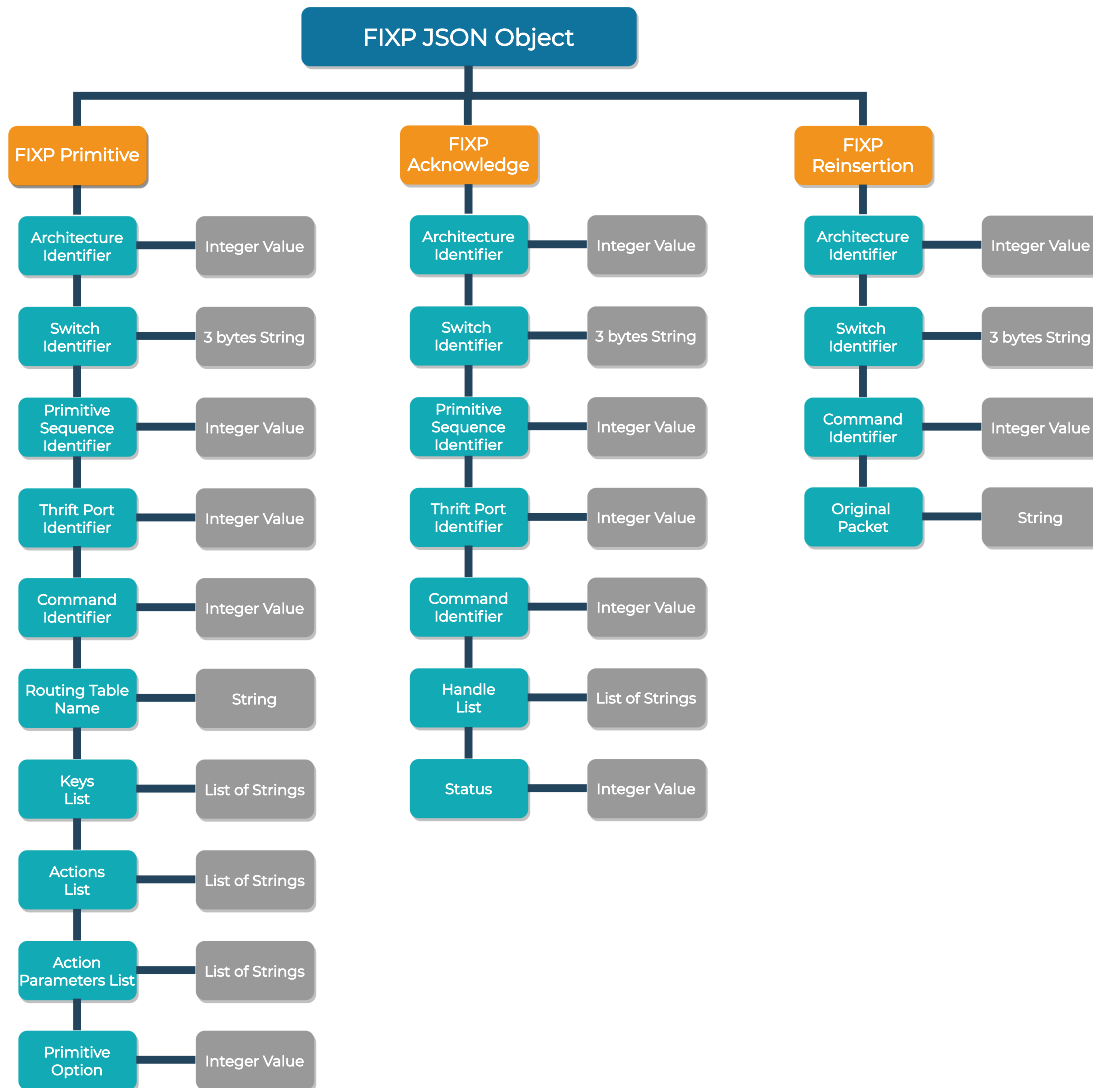 FIXP JSON Object
FIXP Primitive
Architecture
Identifier
Integer Value
Switch
Identifier
3 bytes String
Primitive
Sequence
Identifier
Integer Value
Thrift Port
Identifier
Integer Value
Command
Identifier
Integer Value
Routing Table
Name
String
Keys
List
List of Strings
Actions
List
List of Strings
Action
Parameters List
List of Strings
Primitive
Option
Integer Value
FIXP
Acknowledge
Architecture
Identifier
Integer Value
Switch
Identifier
3 bytes String
Primitive
Sequence
Identifier
Integer Value
Thrift Port
Identifier
Integer Value
Command
Identifier
Integer Value
Handle
List
List of Strings
Status
Integer Value
FIXP
Reinsertion
Architecture
Identifier
Integer Value
Switch
Identifier
3 bytes String
Command
Identifier
Integer Value
Original
Packet
String